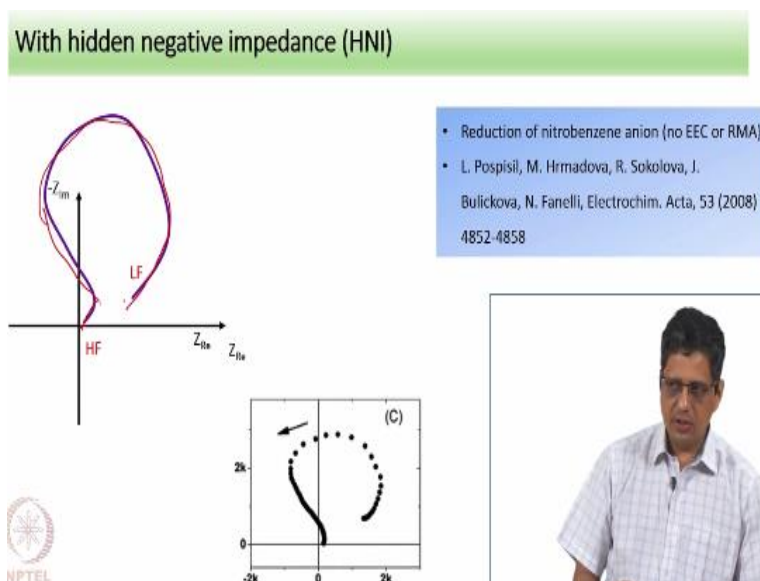 With hidden negative impedance (HNI)
-Z_Im
LF
HF
Z_Re
Z_Re
• Reduction of nitrobenzene anion (no EEC or RMA)
• L. Pospisil, M. Hrmadova, R. Sokolova, J.
Bulickova, N. Fanelli, Electrochim. Acta, 53 (2008)
4852-4858
(C)
2k
0
-2k
0
2k
NPTEL